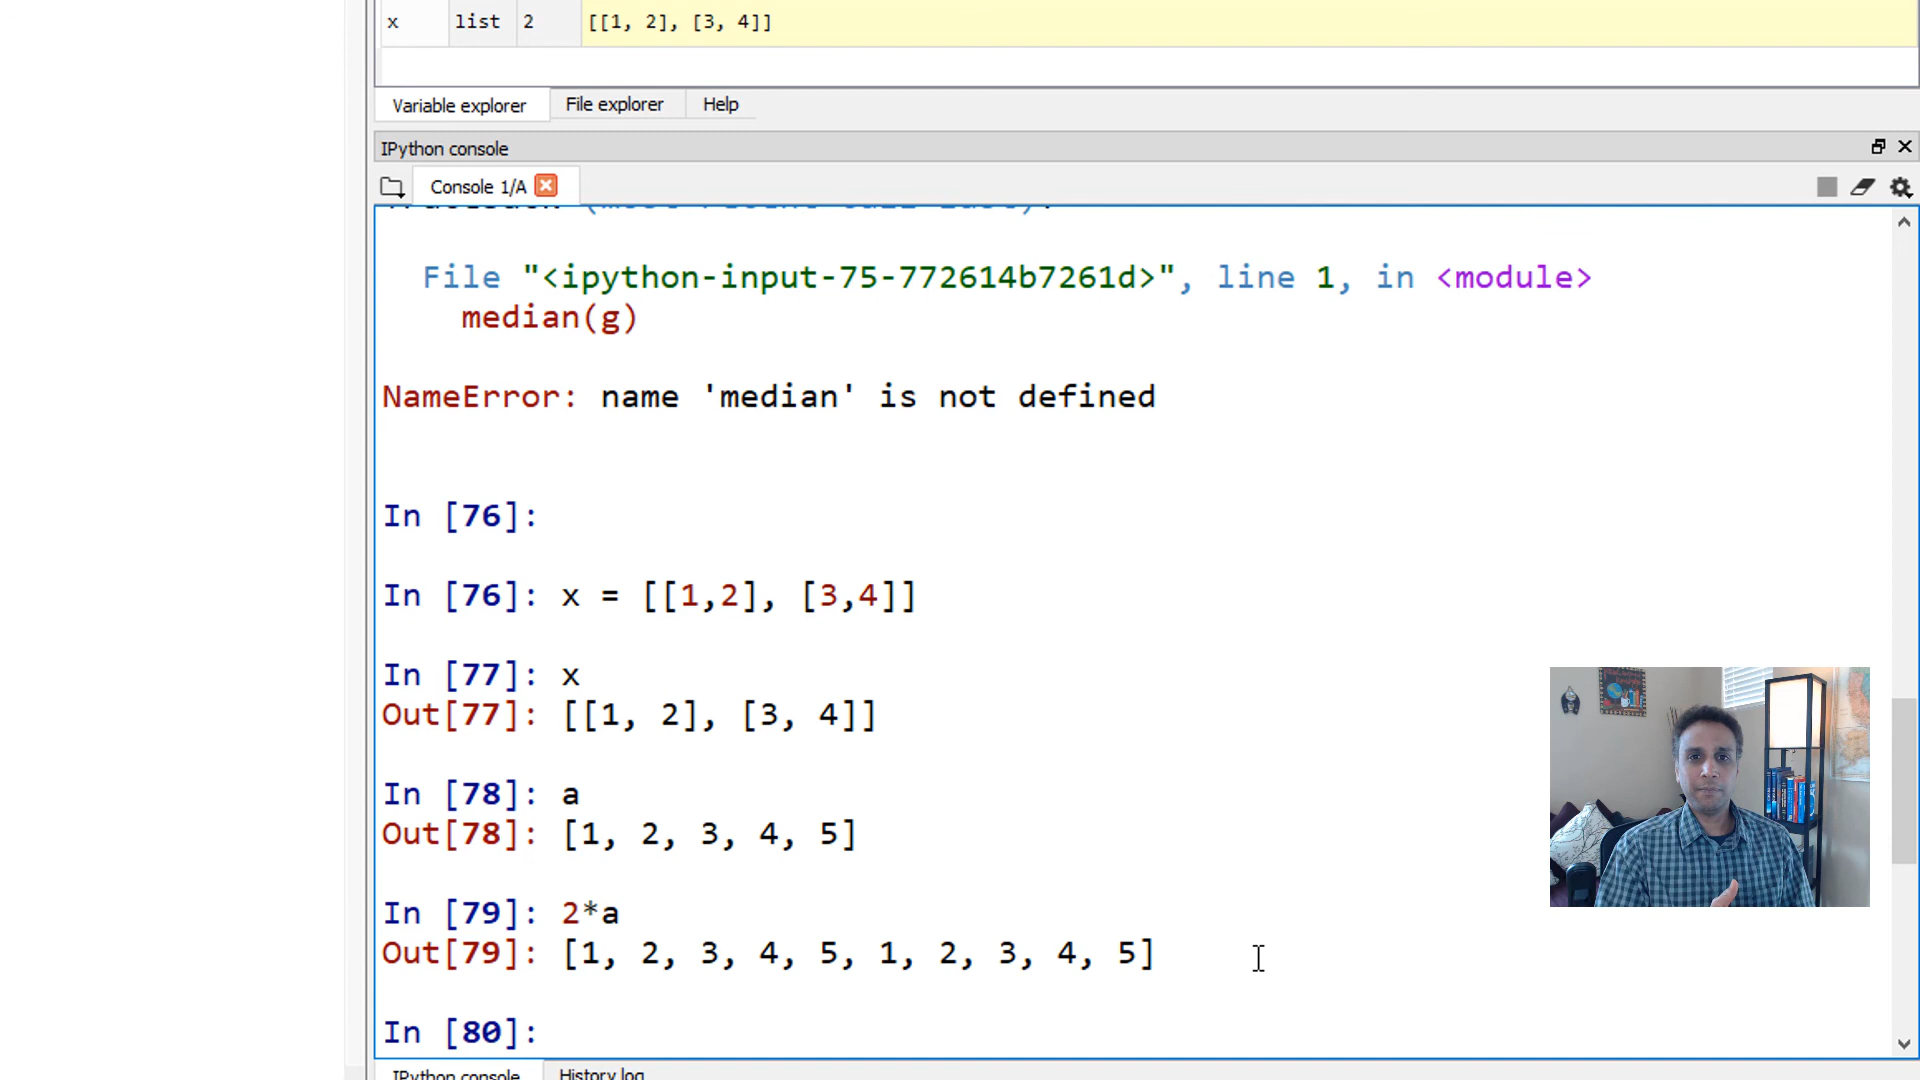 x list 2 [[1, 2], [3, 4]]
Variable explorer File explorer Help
IPython console
Console 1/A
File "<ipython-input-75-772614b7261d>", line 1, in <module>
median(g)
NameError: name 'median' is not defined
In [76]:
In [76]: x = [[1,2], [3,4]]
In [77]: x
Out[77]: [[1, 2], [3, 4]]
In [78]: a
Out[78]: [1, 2, 3, 4, 5]
In [79]: 2*a
Out[79]: [1, 2, 3, 4, 5, 1, 2, 3, 4, 5]
In [80]:
IPython console History log